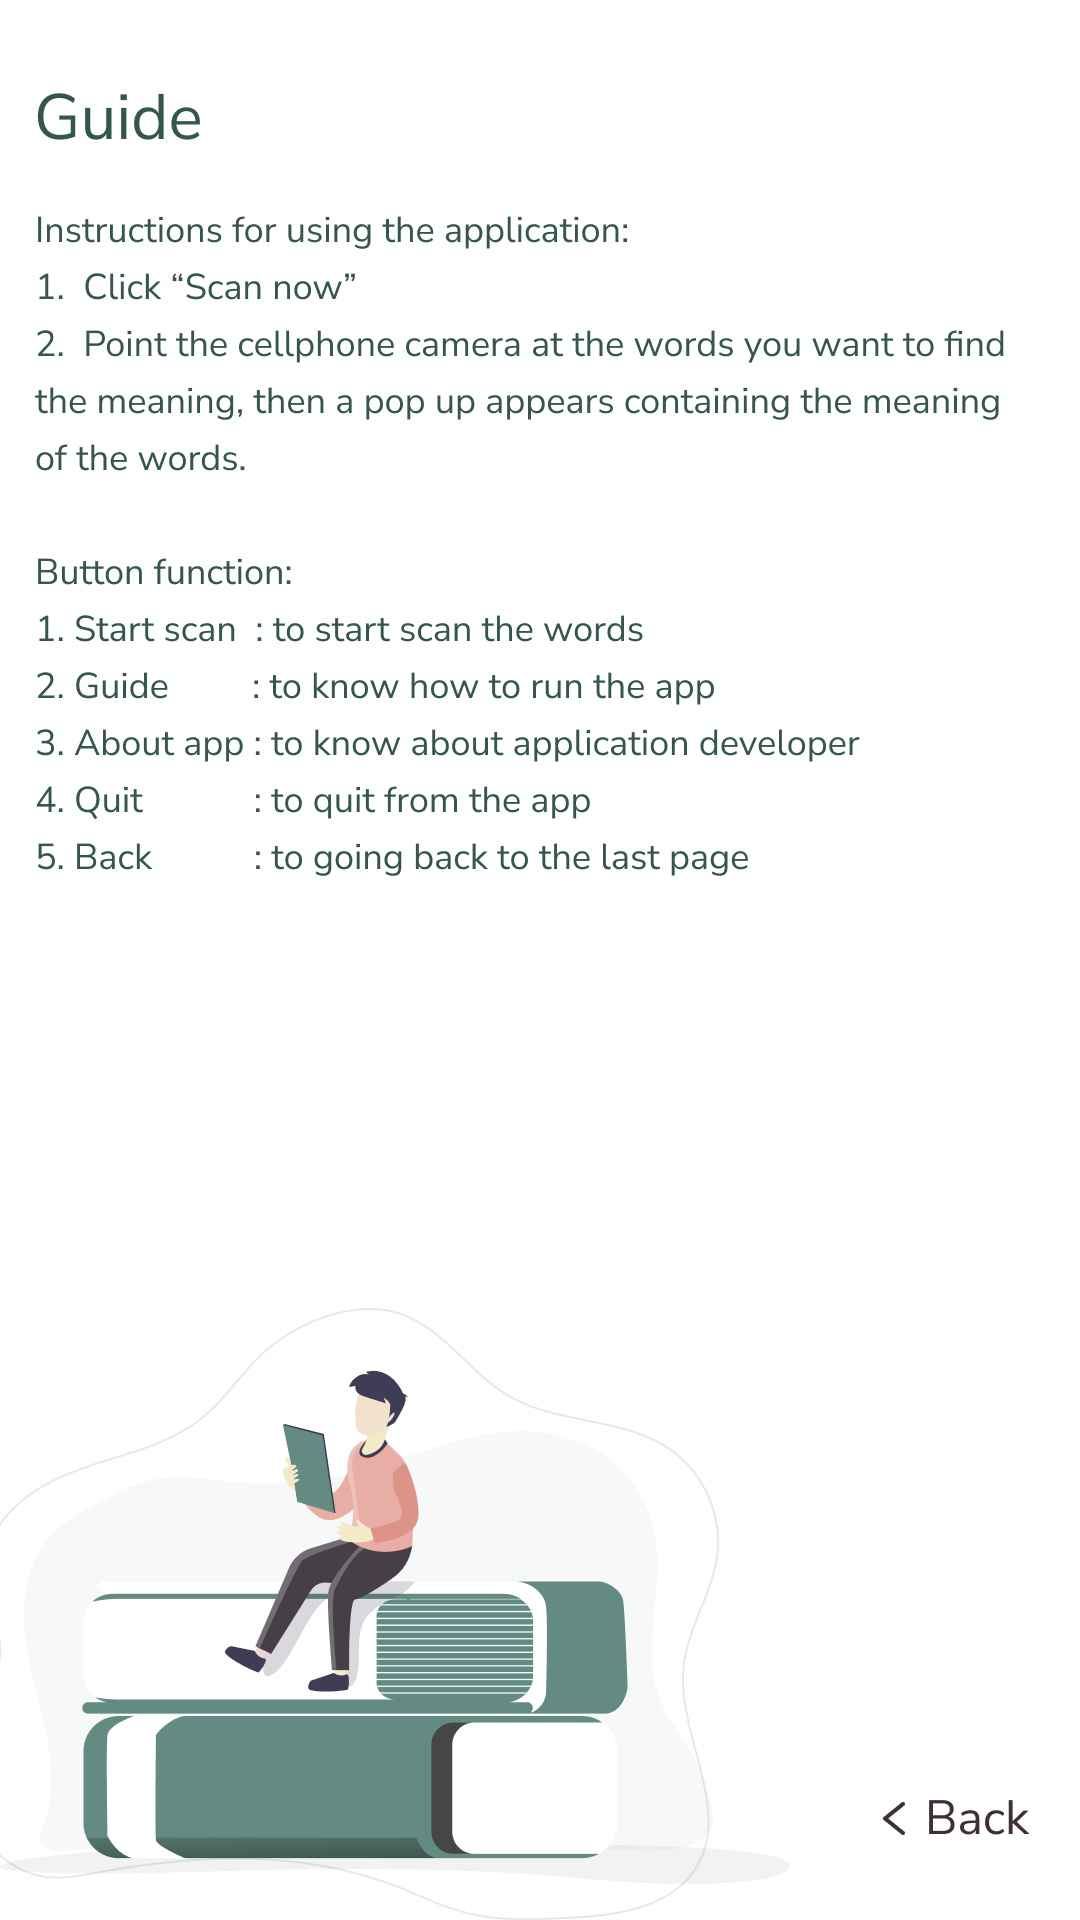 Guide
Instructions for using the application:
1. Click “Scan now”
2. Point the cellphone camera at the words you want to find
the meaning, then a pop up appears containing the meaning
of the words.
Button function:
1. Start scan : to start scan the words
2. Guide : to know how to run the app
3. About app : to know about application developer
4. Quit : to quit from the app
5. Back : to going back to the last page
< Back